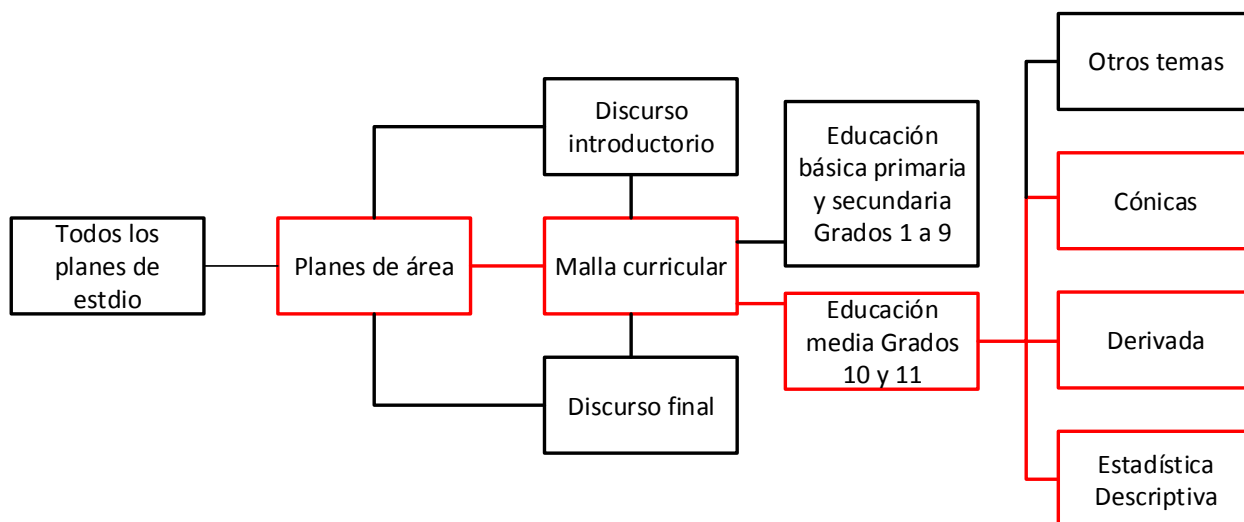 Todos los
planes de
estdio
Planes de área
Discurso
introductorio
Malla curricular
Discurso final
Educación
básica primaria
y secundaria
Grados 1 a 9
Educación
media Grados
10 y 11
Otros temas
Cónicas
Derivada
Estadística
Descriptiva